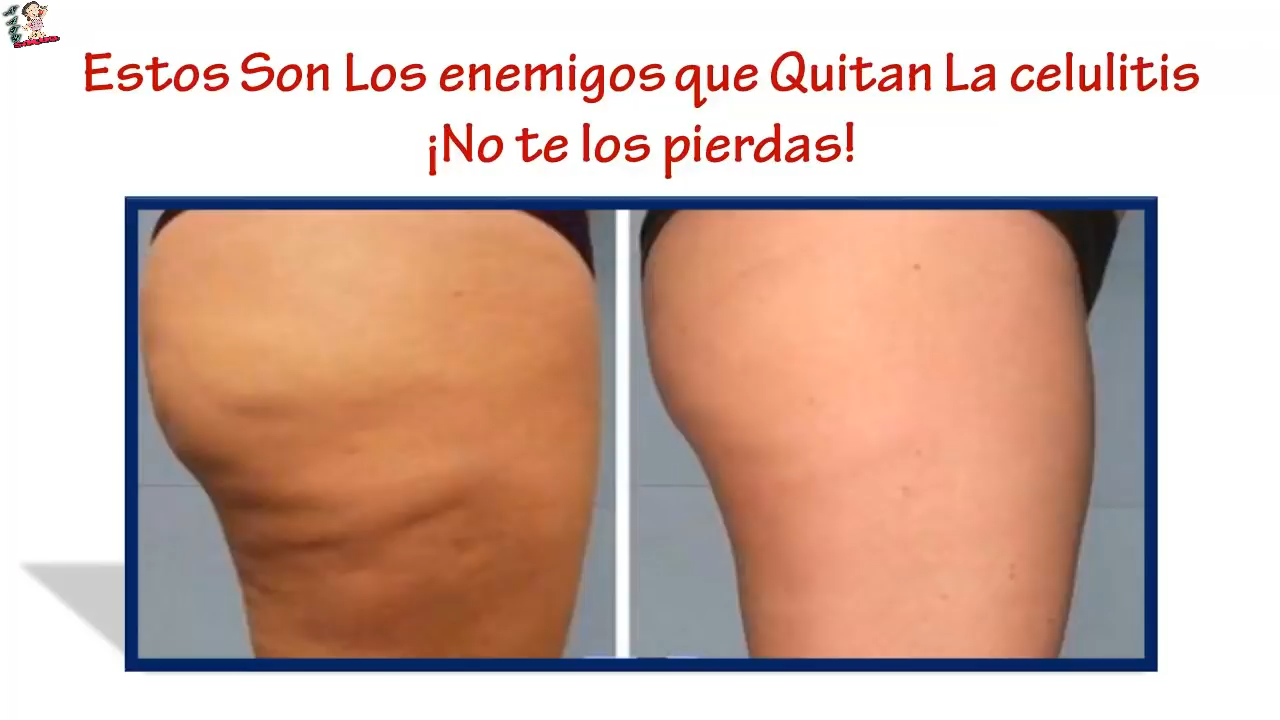 Estos Son Los enemigos que Quitan La celulitis
¡No te los pierdas!